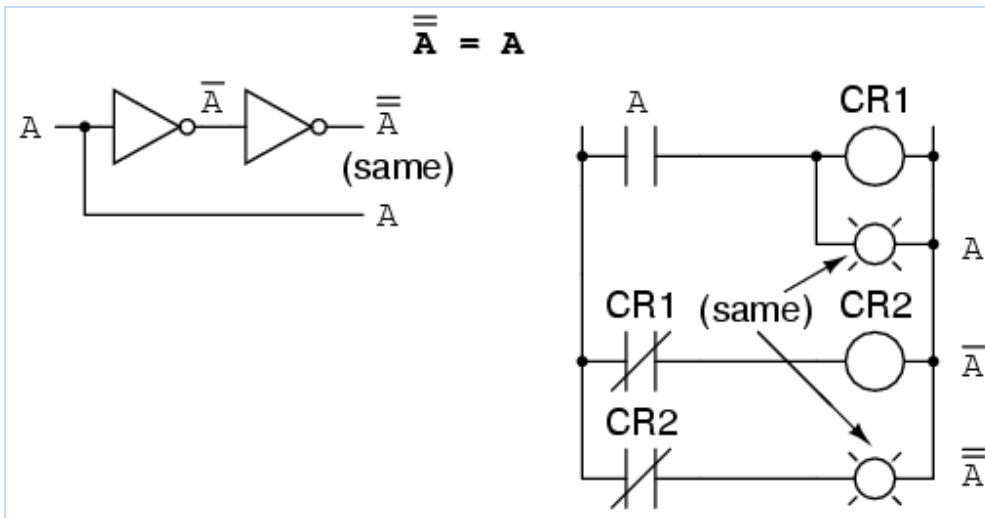 A̿ = A
A A̅ A̿
(same)
A
A CR1
A
CR1 (same) CR2
A̅
CR2
A̿